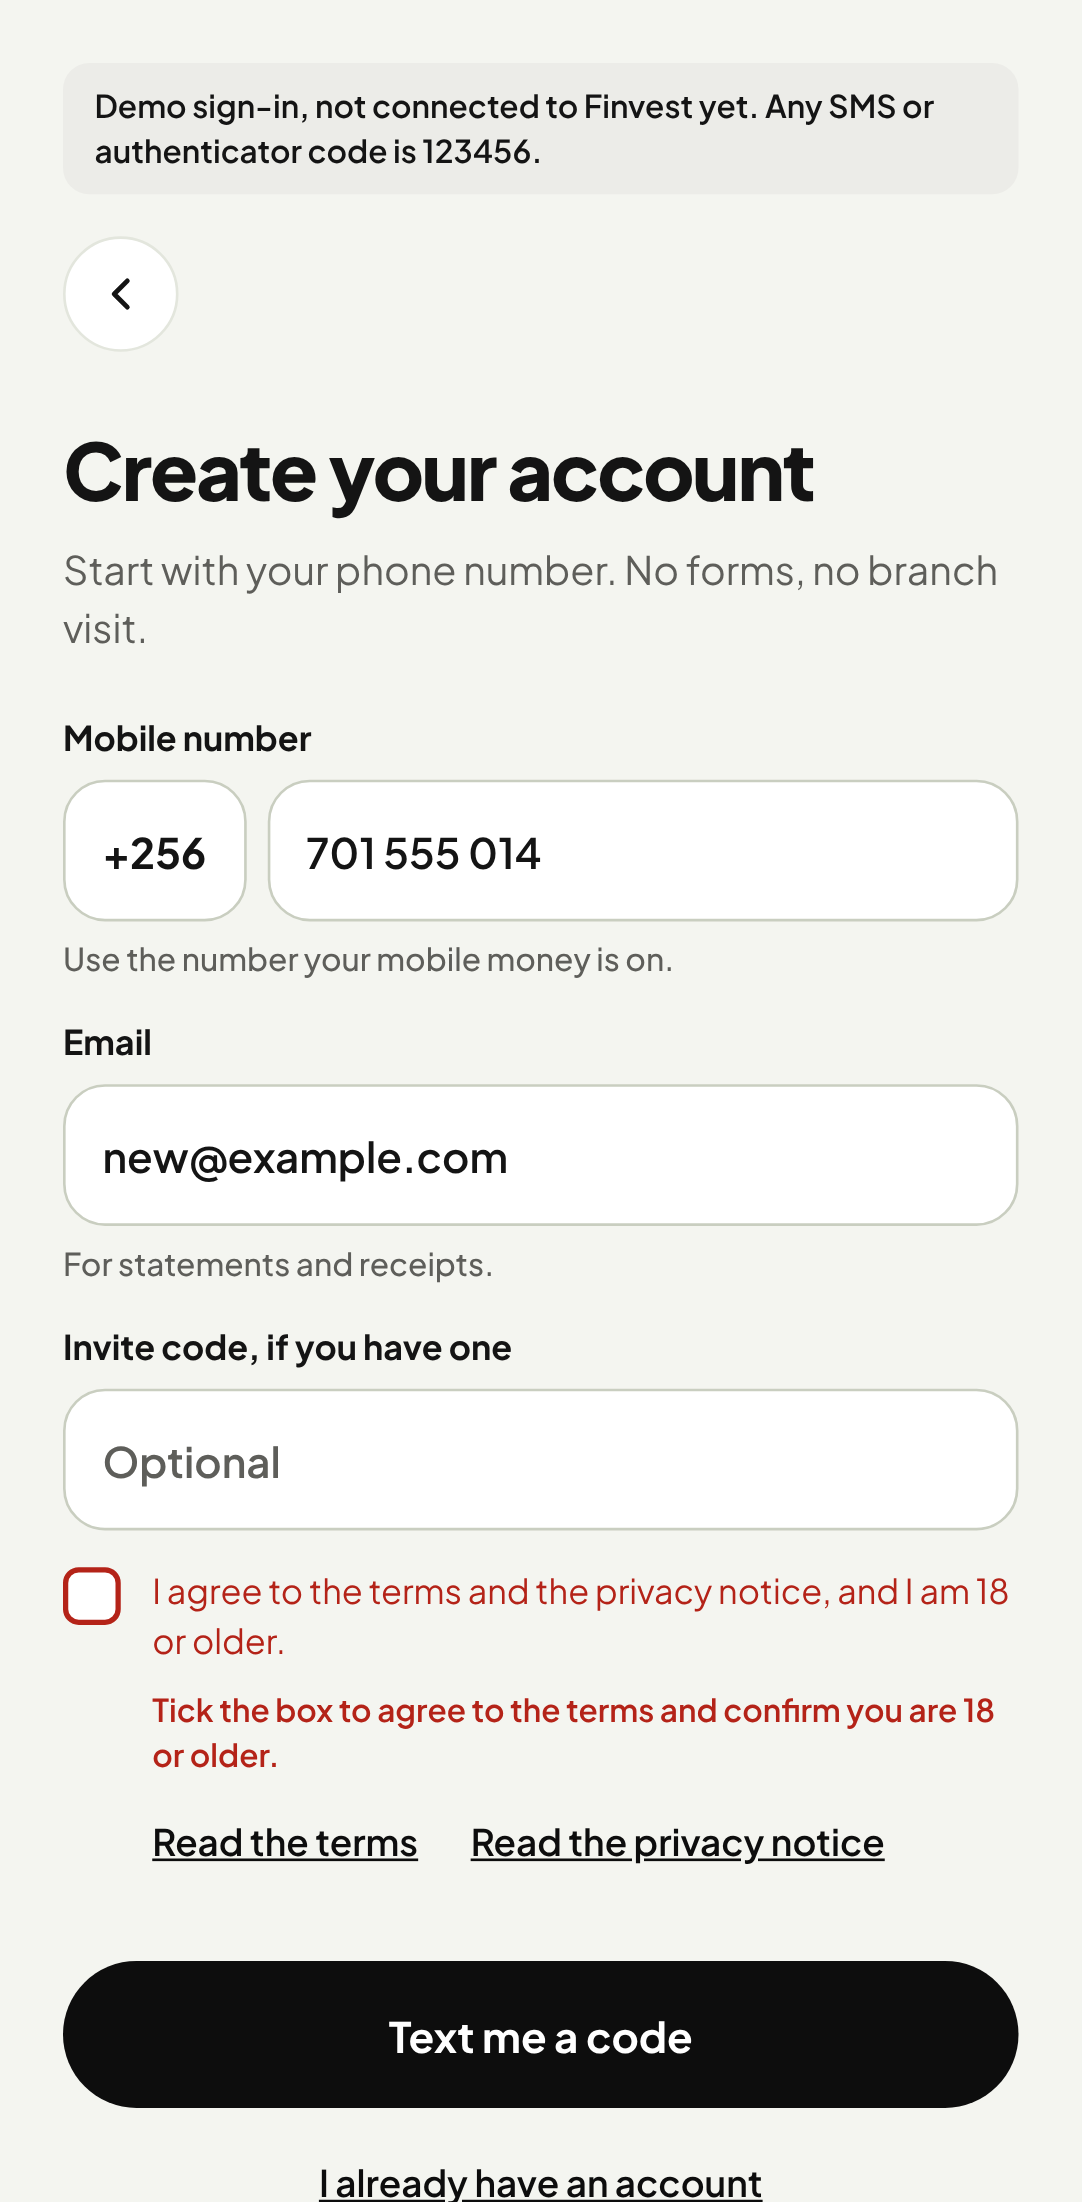 Demo sign-in, not connected to Finvest yet. Any SMS or
authenticator code is 123456.
Create your account
Start with your phone number. No forms, no branch
visit.
Mobile number
+256 701 555 014
Use the number your mobile money is on.
Email
new@example.com
For statements and receipts.
Invite code, if you have one
Optional
I agree to the terms and the privacy notice, and I am 18
or older.
Tick the box to agree to the terms and confirm you are 18
or older.
Read the terms Read the privacy notice
Text me a code
I already have an account